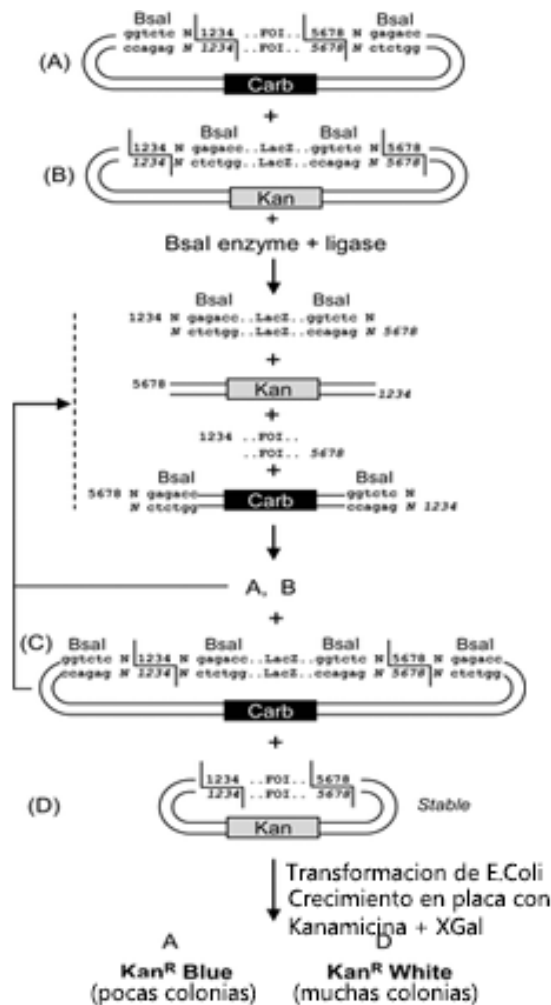 BsaI BsaI
ggtctc N 1234 ..FOI.. 5678 N gagacc
ccagag N 1234 ..FOI.. 5678 N ctctgg
(A)
Carb
+
BsaI BsaI
1234 N gagacc..LacZ..ggtctc N 5678
1234 N ctctgg..LacZ..ccagag N 5678
(B)
Kan
+
BsaI enzyme + ligase
BsaI BsaI
1234 N gagacc..LacZ..ggtctc N
N ctctgg..LacZ..ccagag N 5678
+
5678 Kan 1234
+
1234 ..FOI..
..FOI.. 5678
+
BsaI BsaI
5678 N gagacc ggtctc N
N ctctgg Carb ccagag N 1234
A, B
+
(C)
BsaI BsaI BsaI BsaI
ggtctc N 1234 N gagacc..LacZ..ggtctc N 5678 N gagacc
ccagag N 1234 N ctctgg..LacZ..ccagag N 5678 N ctctgg
Carb
+
1234 ..FOI.. 5678
1234 ..FOI.. 5678
(D) Stable
Kan
Transformacion de E.Coli
Crecimiento en placa con
Kanamicina + XGal
A D
KanR Blue KanR White
(pocas colonias) (muchas colonias)